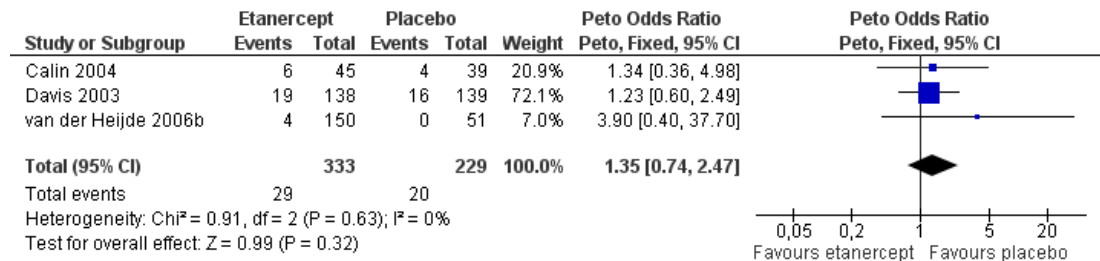 Etanercept Placebo Peto Odds Ratio Peto Odds Ratio
Study or Subgroup Events Total Events Total Weight Peto, Fixed, 95% CI Peto, Fixed, 95% CI
Calin 2004 6 45 4 39 20.9% 1.34 [0.36, 4.98]
Davis 2003 19 138 16 139 72.1% 1.23 [0.60, 2.49]
van der Heijde 2006b 4 150 0 51 7.0% 3.90 [0.40, 37.70]
Total (95% CI) 333 229 100.0% 1.35 [0.74, 2.47]
Total events 29 20
Heterogeneity: Chi² = 0.91, df = 2 (P = 0.63); I² = 0%
Test for overall effect: Z = 0.99 (P = 0.32)
0,05 0,2 1 5 20
Favours etanercept Favours placebo